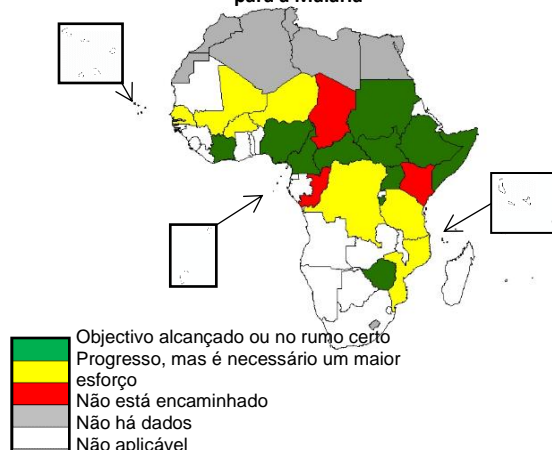 para a Malária
Objectivo alcançado ou no rumo certo
Progresso, mas é necessário um maior
esforço
Não está encaminhado
Não há dados
Não aplicável